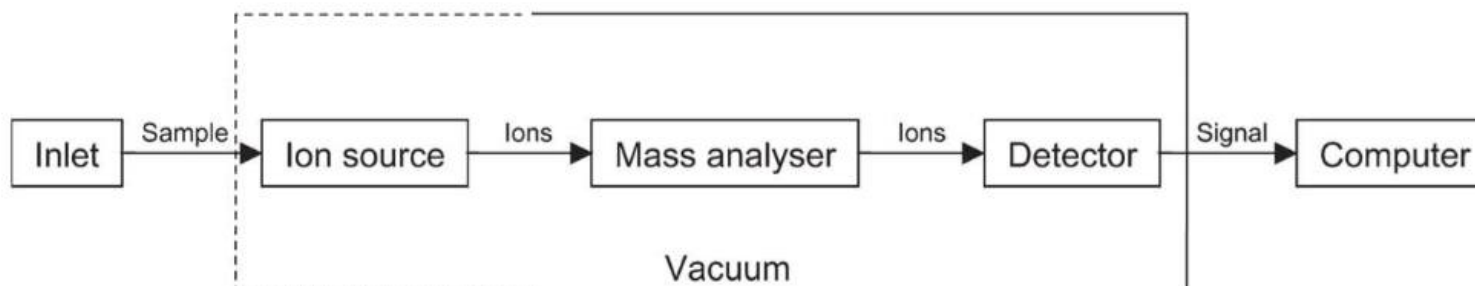 Sample
Ions
Ions
Signal
Inlet
Ion source
Mass analyser
Detector
Computer
Vacuum